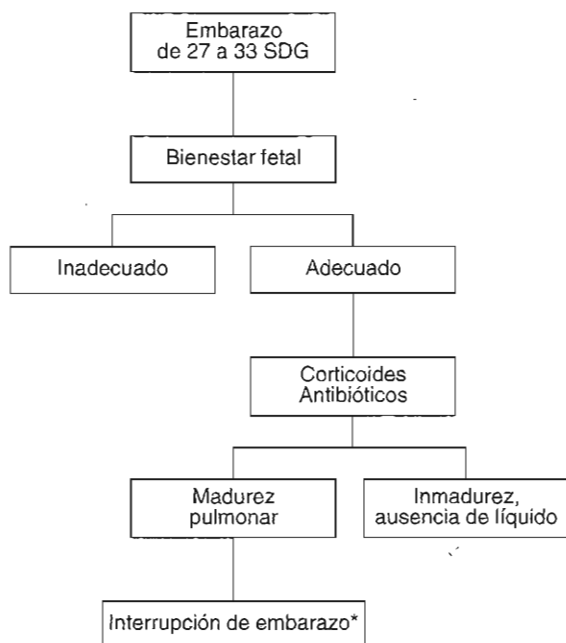 Embarazo
de 27 a 33 SDG
Bienestar fetal
Inadecuado
Adecuado
Corticoides
Antibióticos
Madurez
pulmonar
Inmadurez,
ausencia de líquido
Interrupción de embarazo*